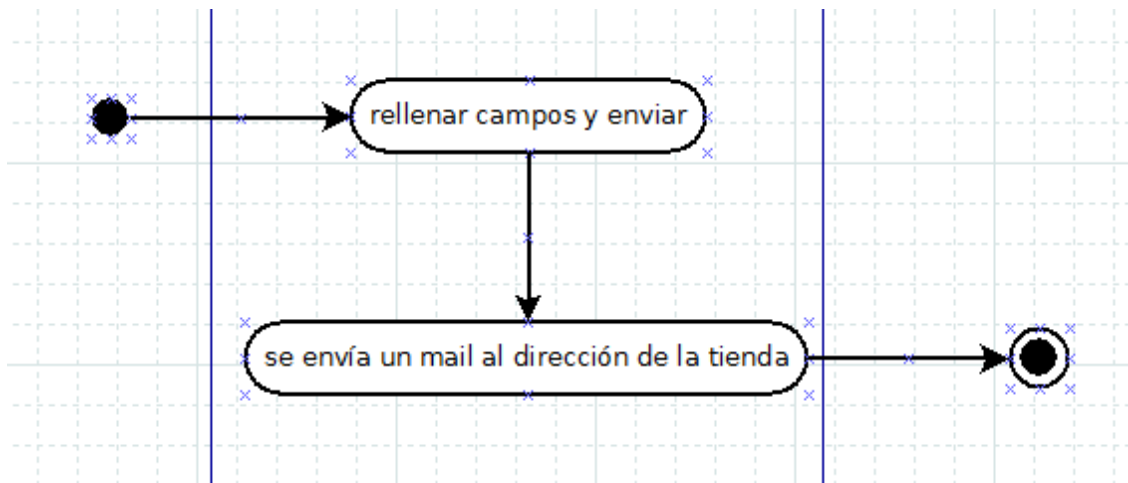 rellenar campos y enviar
se envía un mail al dirección de la tienda